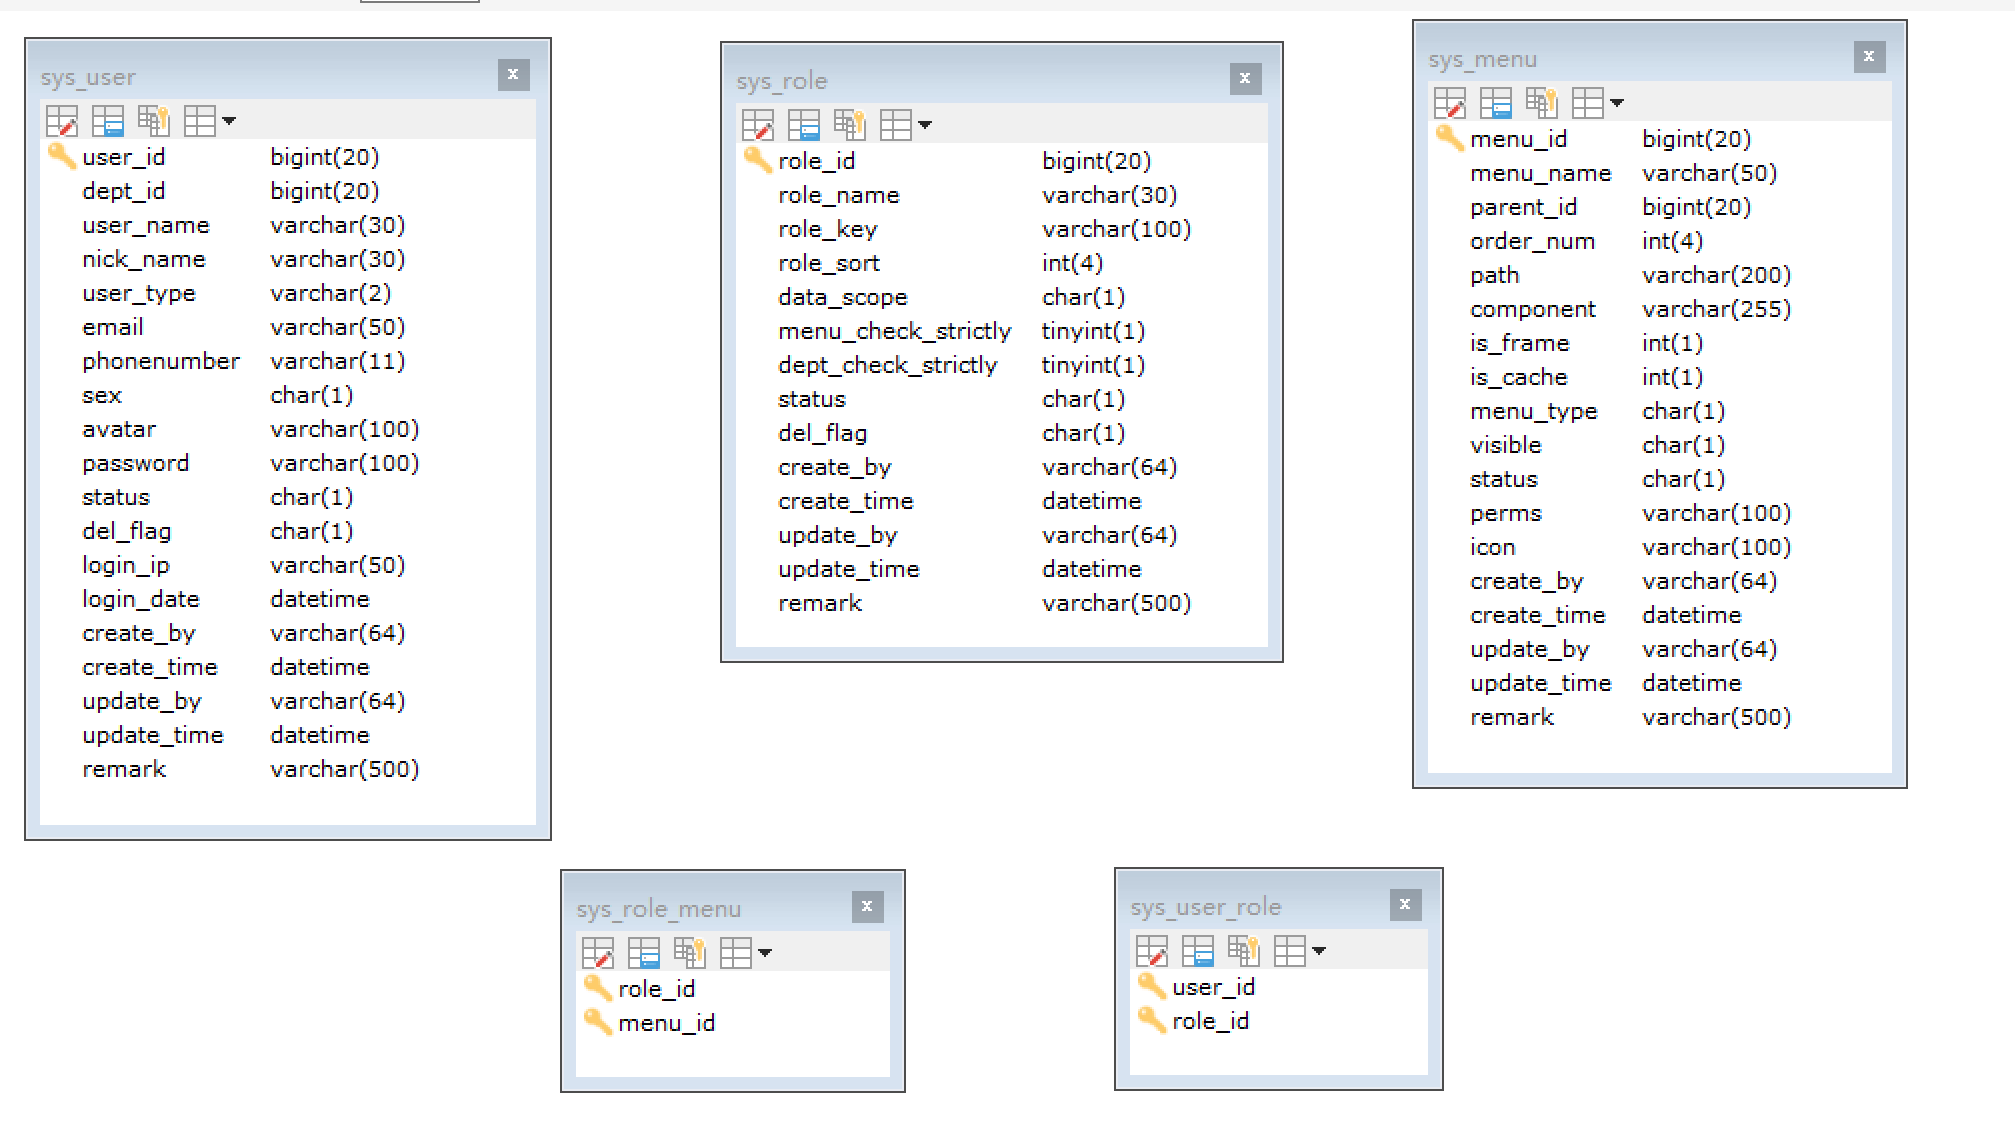 sys_user
user_id bigint(20)
dept_id bigint(20)
user_name varchar(30)
nick_name varchar(30)
user_type varchar(2)
email varchar(50)
phonenumber varchar(11)
sex char(1)
avatar varchar(100)
password varchar(100)
status char(1)
del_flag char(1)
login_ip varchar(50)
login_date datetime
create_by varchar(64)
create_time datetime
update_by varchar(64)
update_time datetime
remark varchar(500)
sys_role
role_id bigint(20)
role_name varchar(30)
role_key varchar(100)
role_sort int(4)
data_scope char(1)
menu_check_strictly tinyint(1)
dept_check_strictly tinyint(1)
status char(1)
del_flag char(1)
create_by varchar(64)
create_time datetime
update_by varchar(64)
update_time datetime
remark varchar(500)
sys_menu
menu_id bigint(20)
menu_name varchar(50)
parent_id bigint(20)
order_num int(4)
path varchar(200)
component varchar(255)
is_frame int(1)
is_cache int(1)
menu_type char(1)
visible char(1)
status char(1)
perms varchar(100)
icon varchar(100)
create_by varchar(64)
create_time datetime
update_by varchar(64)
update_time datetime
remark varchar(500)
sys_role_menu
role_id
menu_id
sys_user_role
user_id
role_id